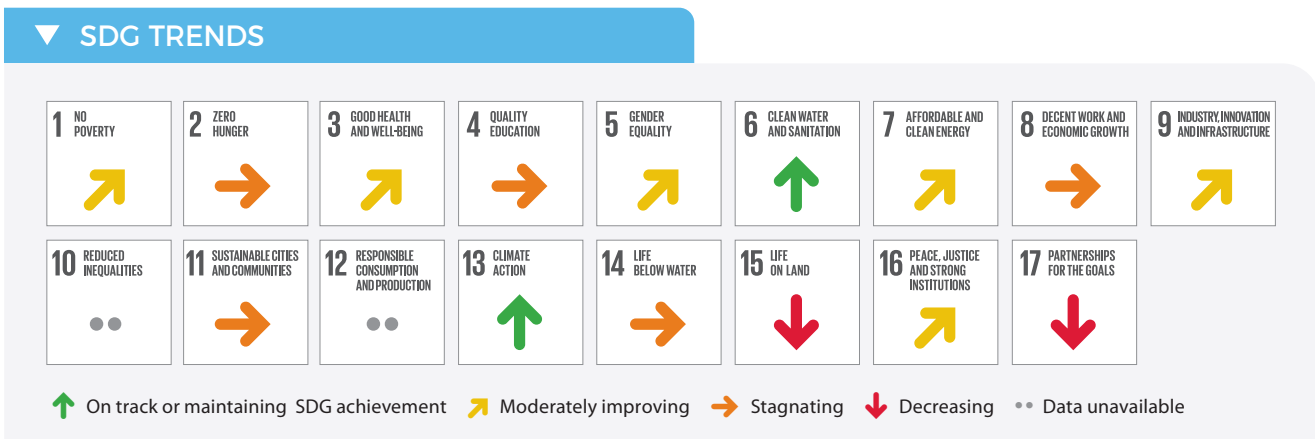 SDG TRENDS
1 NO
POVERTY
2 ZERO
HUNGER
3 GOOD HEALTH
AND WELL-BEING
4 QUALITY
EDUCATION
5 GENDER
EQUALITY
6 CLEAN WATER
AND SANITATION
7 AFFORDABLE AND
CLEAN ENERGY
8 DECENT WORK AND
ECONOMIC GROWTH
9 INDUSTRY, INNOVATION
AND INFRASTRUCTURE
10 REDUCED
INEQUALITIES
11 SUSTAINABLE CITIES
AND COMMUNITIES
12 RESPONSIBLE
CONSUMPTION
AND PRODUCTION
13 CLIMATE
ACTION
14 LIFE
BELOW WATER
15 LIFE
ON LAND
16 PEACE, JUSTICE
AND STRONG
INSTITUTIONS
17 PARTNERSHIPS
FOR THE GOALS
On track or maintaining SDG achievement
Moderately improving
Stagnating
Decreasing
Data unavailable